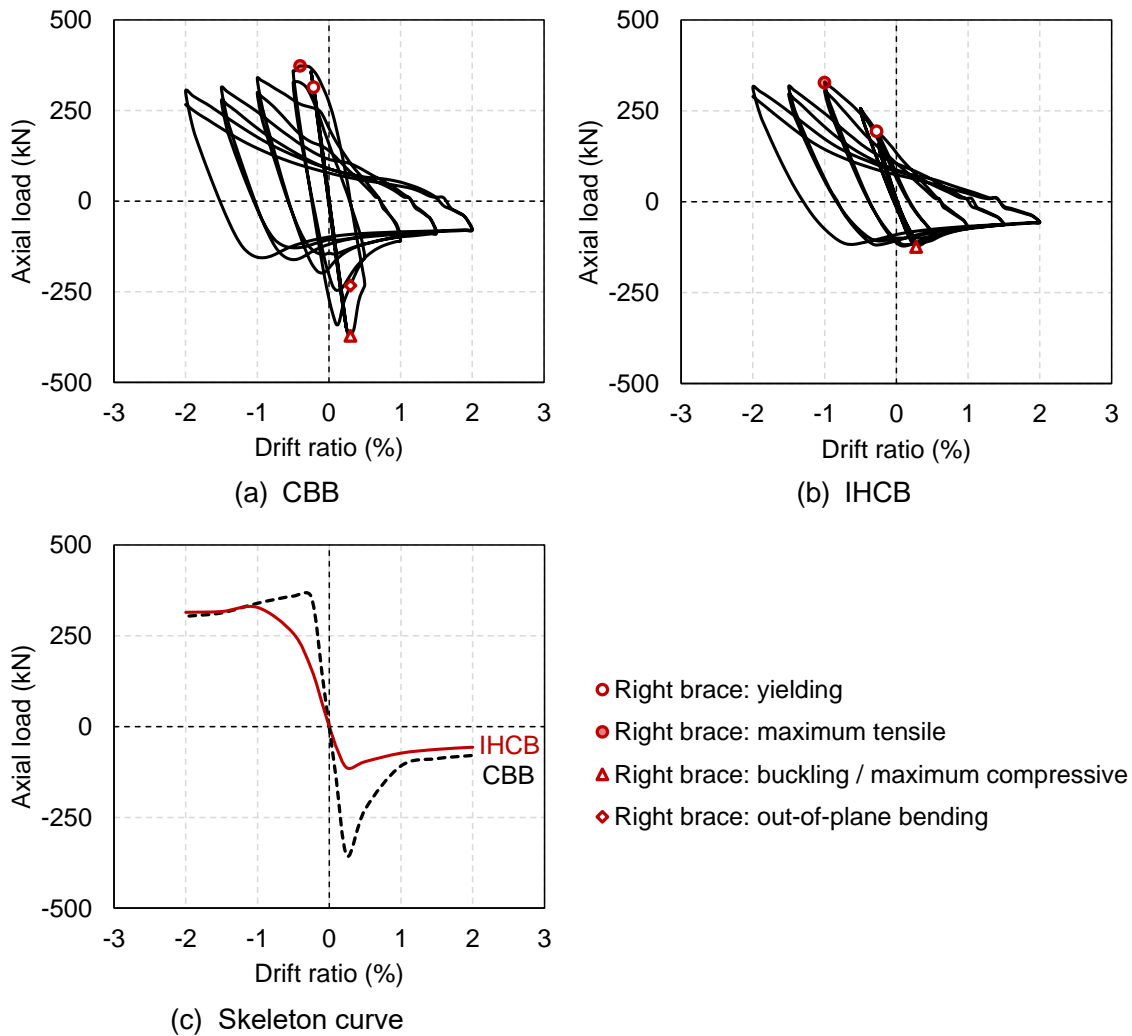 500
250
0
-250
-500
Axial load (kN)
-3 -2 -1 0 1 2 3
Drift ratio (%)
(a) CBB
500
250
0
-250
-500
Axial load (kN)
-3 -2 -1 0 1 2 3
Drift ratio (%)
(b) IHCB
500
250
0
-250
-500
Axial load (kN)
IHCB
CBB
-3 -2 -1 0 1 2 3
Drift ratio (%)
(c) Skeleton curve
Right brace: yielding
Right brace: maximum tensile
Right brace: buckling / maximum compressive
Right brace: out-of-plane bending